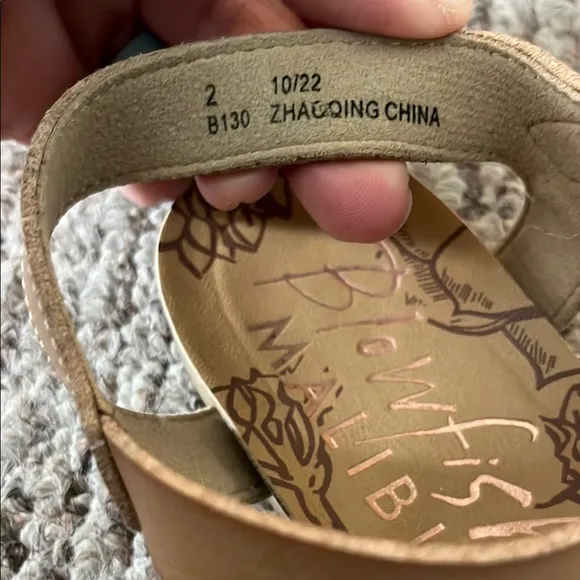 2 10/22
B130 ZHAOQING CHINA
Blowfish
MALIBU